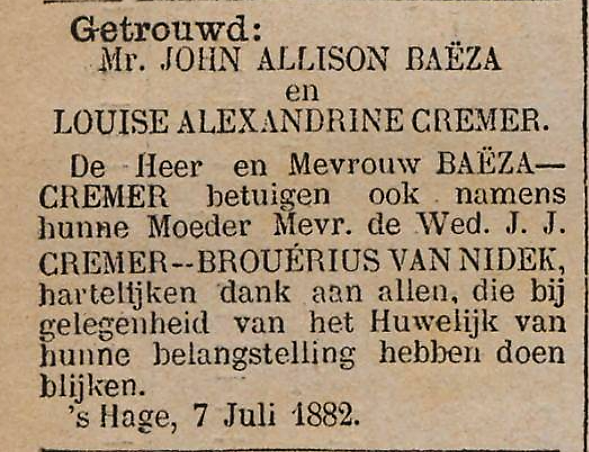 Getrouwd:
Mr. JOHN ALLISON BAËZA
en
LOUISE ALEXANDRINE CREMER.
De Heer en Mevrouw BAËZA—
CREMER betuigen ook namens
hunne Moeder Mevr. de Wed. J. J.
CREMER--BROUÉRIUS VAN NIDEK,
hartelijken dank aan allen, die bij
gelegenheid van het Huwelijk van
hunne belangstelling hebben doen
blijken.
's Hage, 7 Juli 1882.